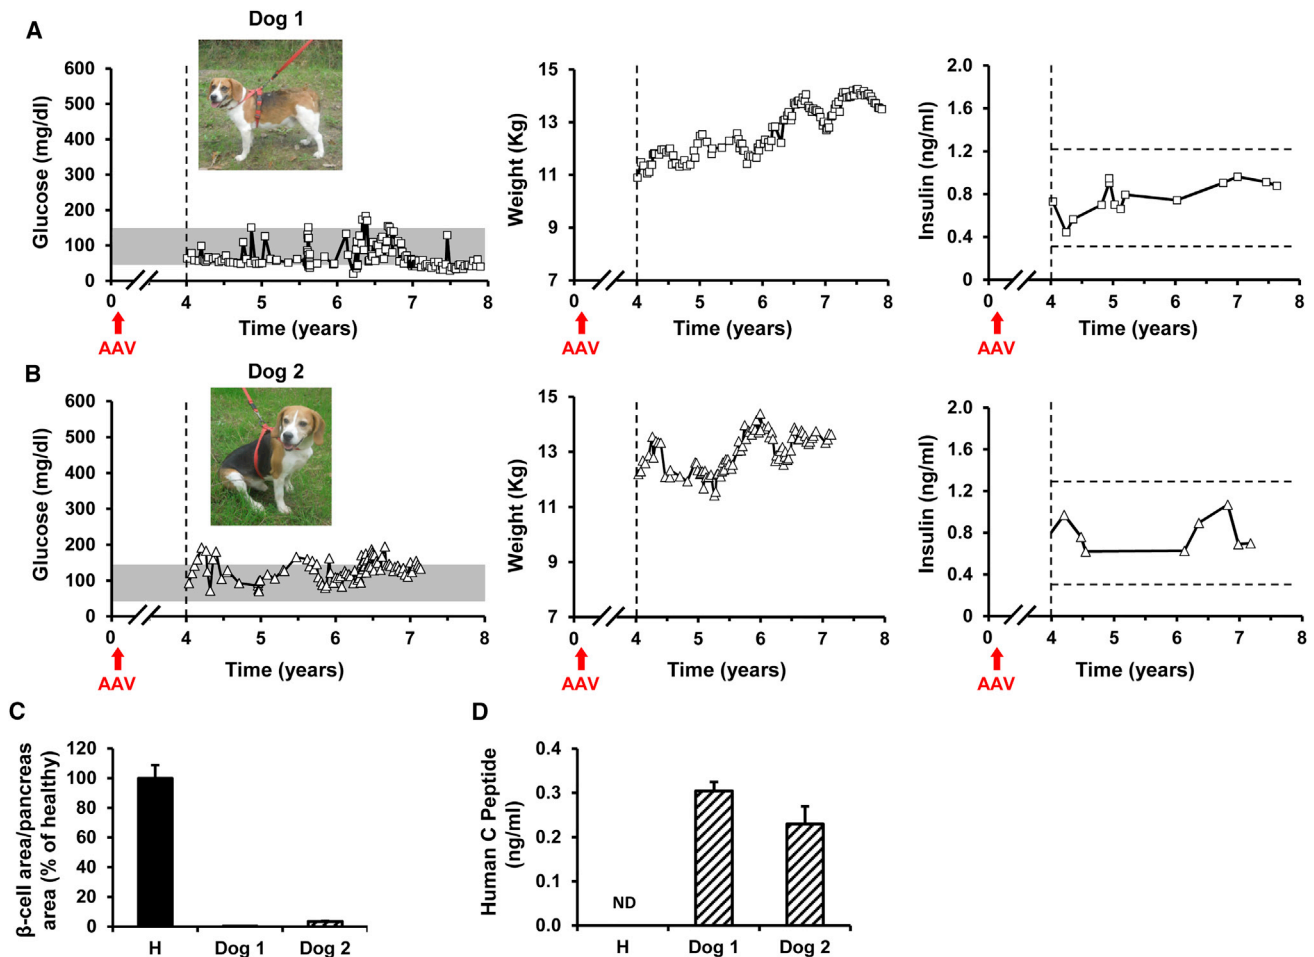 A
Dog 1
Glucose (mg/dl)
600
500
400
300
200
100
0
0 4 5 6 7 8
Time (years)
AAV
Weight (Kg)
15
13
11
9
7
0 4 5 6 7 8
Time (years)
AAV
Insulin (ng/ml)
2.0
1.6
1.2
0.8
0.4
0
0 4 5 6 7 8
Time (years)
AAV
B
Dog 2
Glucose (mg/dl)
600
500
400
300
200
100
0
0 4 5 6 7 8
Time (years)
AAV
Weight (Kg)
15
13
11
9
7
0 4 5 6 7 8
Time (years)
AAV
Insulin (ng/ml)
2.0
1.6
1.2
0.8
0.4
0
0 4 5 6 7 8
Time (years)
AAV
C
β-cell area/pancreas
area (% of healthy)
120
100
80
60
40
20
0
H Dog 1 Dog 2
D
Human C Peptide
(ng/ml)
0.4
0.3
0.2
0.1
0.0
ND
H Dog 1 Dog 2